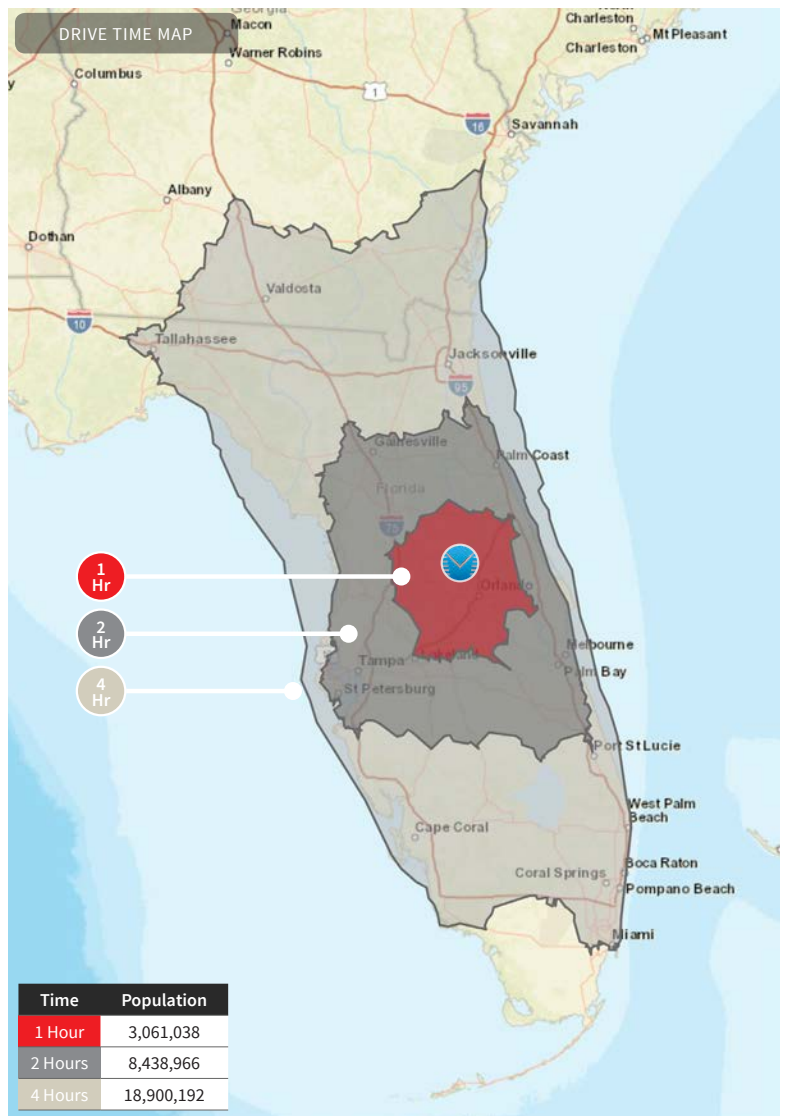 Georgia
DRIVE TIME MAP
Macon
Warner Robins
Columbus
Charleston
Mt Pleasant
Charleston
1
16
Savannah
Albany
Dothan
Valdosta
10
Tallahassee
Jacksonville
95
Gainesville
Palm Coast
Florida
75
1
Hr
Orlando
2
Hr
Melbourne
Tampa
Lakeland
Palm Bay
4
Hr
St Petersburg
Port St Lucie
West Palm
Beach
Cape Coral
Boca Raton
Coral Springs
Pompano Beach
Miami
Time Population
1 Hour 3,061,038
2 Hours 8,438,966
4 Hours 18,900,192